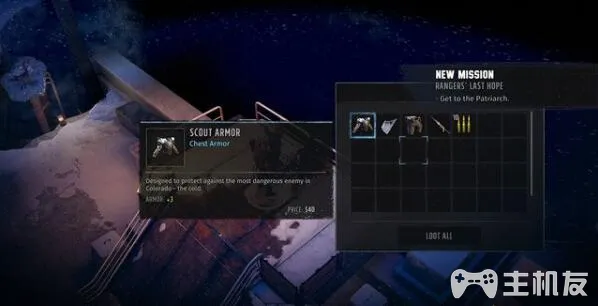 NEW MISSION
RANGERS' LAST HOPE
- Get to the Patriarch.
SCOUT ARMOR
Chest Armor
Designed to protect against the most dangerous enemy in
Colorado - the cold.
ARMOR: +3
PRICE: $40
LOOT ALL
主机友